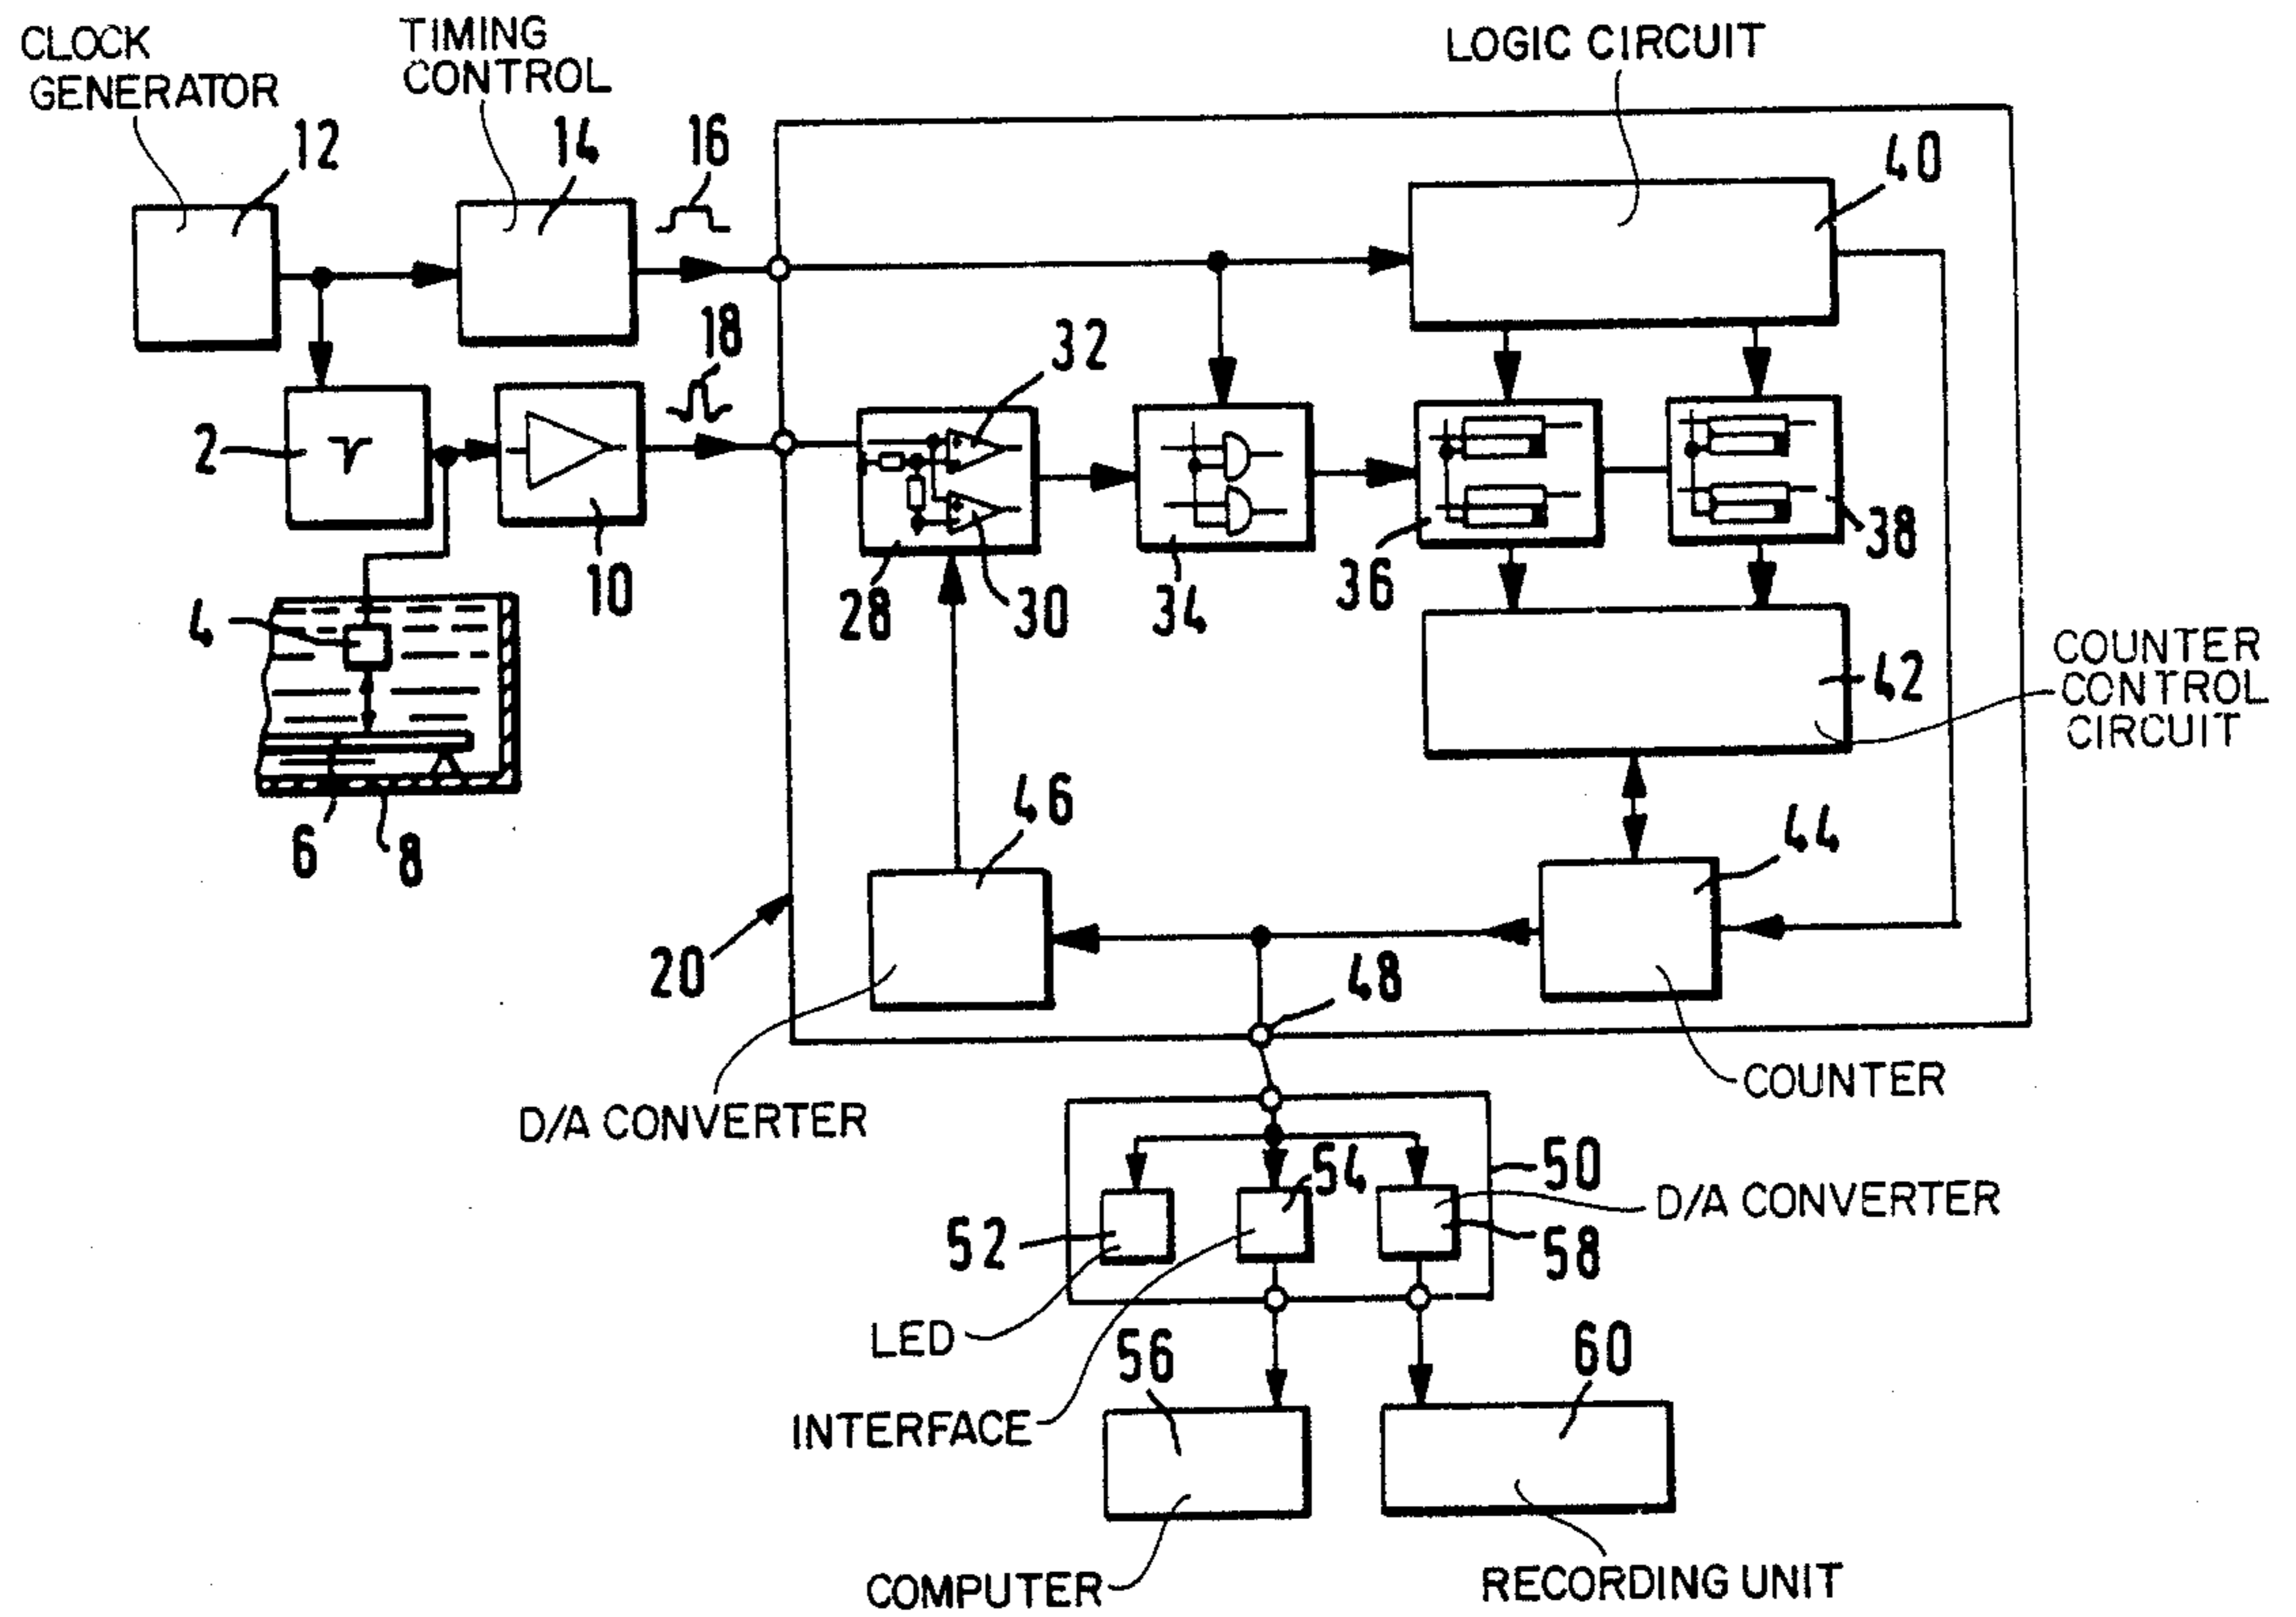 CLOCK
GENERATOR
TIMING
CONTROL
LOGIC CIRCUIT
12
14
16
40
18
32
2
10
28
30
34
36
38
4
42
COUNTER
CONTROL
CIRCUIT
6
8
46
44
20
48
D/A CONVERTER
COUNTER
50
54
D/A CONVERTER
52
58
LED
56
60
INTERFACE
COMPUTER
RECORDING UNIT